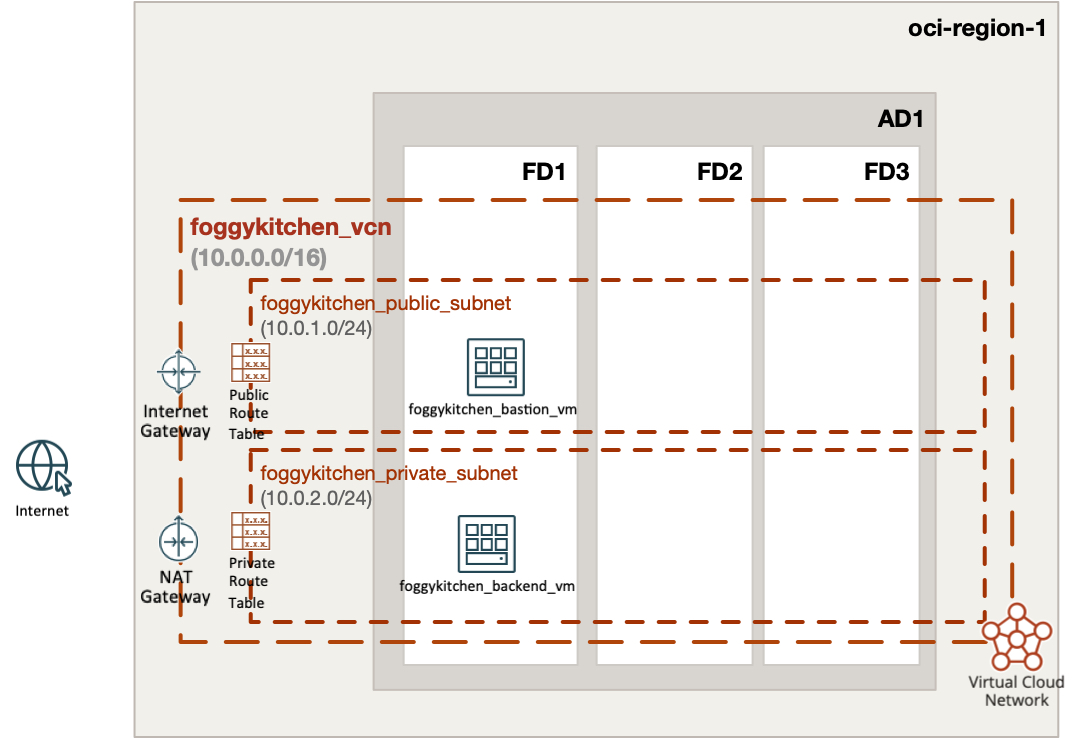 oci-region-1
AD1
FD1
FD2
FD3
foggykitchen_vcn
(10.0.0.0/16)
foggykitchen_public_subnet
(10.0.1.0/24)
x.x.x.
x.x.x.
x.x.x.
Internet
Gateway
Public
Route
Table
foggykitchen_bastion_vm
foggykitchen_private_subnet
(10.0.2.0/24)
Internet
x.x.x.
x.x.x.
x.x.x.
NAT
Gateway
Private
Route
Table
foggykitchen_backend_vm
Virtual Cloud
Network